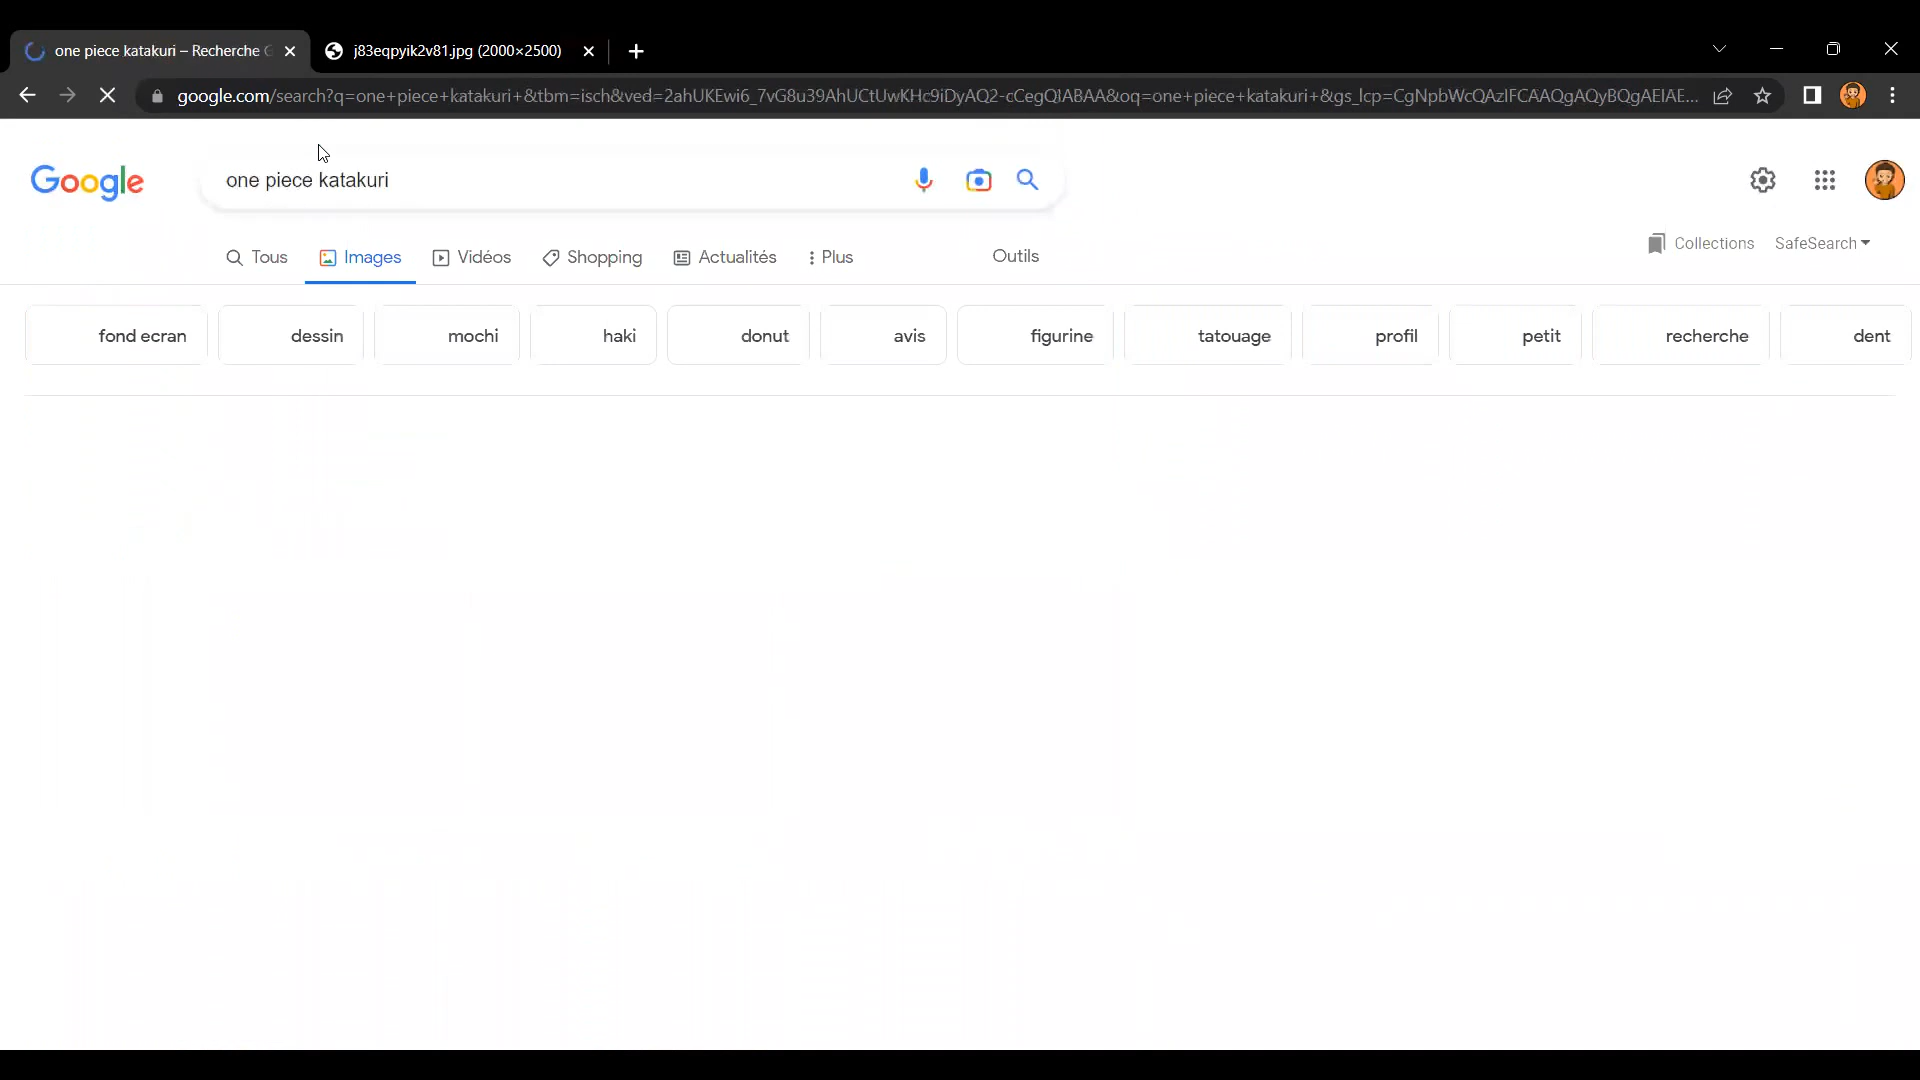 one piece katakuri – Recherche G
j83eqpyik2v81.jpg (2000×2500)
google.com/search?q=one+piece+katakuri+&tbm=isch&ved=2ahUKEwi6_7vG8u39AhUCtUwKHc9iDyAQ2-cCegQIABAA&oq=one+piece+katakuri+&gs_lcp=CgNpbWcQAzIFCAAQgAQyBQgAEIAE...
Google
one piece katakuri
Tous Images Vidéos Shopping Actualités Plus Outils
Collections SafeSearch
fond ecran dessin mochi haki donut avis figurine tatouage profil petit recherche dent